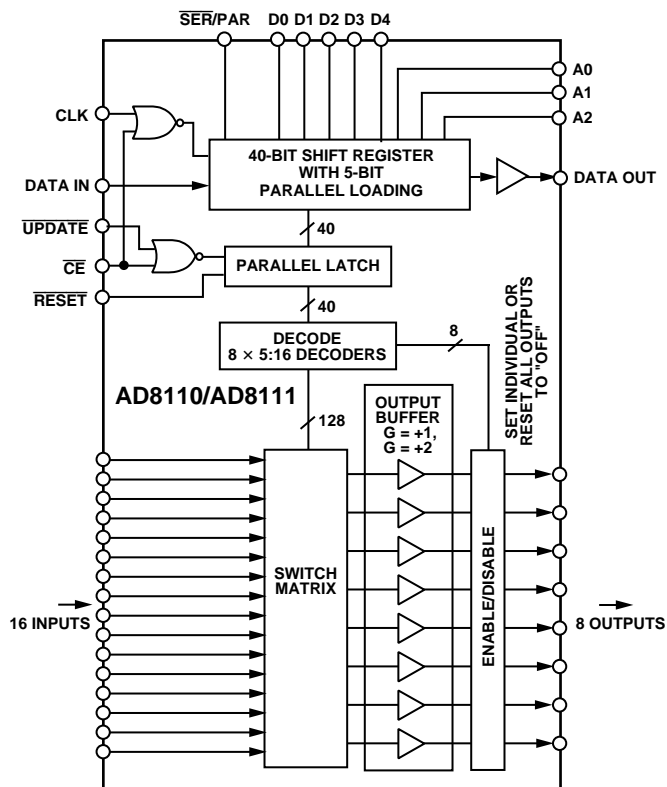 SER/PAR D0 D1 D2 D3 D4
A0
A1
A2
CLK
40-BIT SHIFT REGISTER
WITH 5-BIT
PARALLEL LOADING
DATA IN
DATA OUT
UPDATE
40
CE
PARALLEL LATCH
RESET
40
DECODE
8 × 5:16 DECODERS
8
SET INDIVIDUAL OR
RESET ALL OUTPUTS
TO "OFF"
AD8110/AD8111
128
OUTPUT
BUFFER
G = +1,
G = +2
SWITCH
MATRIX
ENABLE/DISABLE
16 INPUTS
8 OUTPUTS